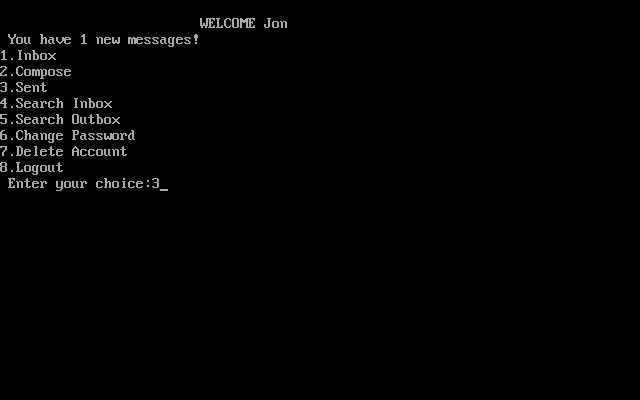 WELCOME Jon
You have 1 new messages!
1.Inbox
2.Compose
3.Sent
4.Search Inbox
5.Search Outbox
6.Change Password
7.Delete Account
8.Logout
Enter your choice:3_